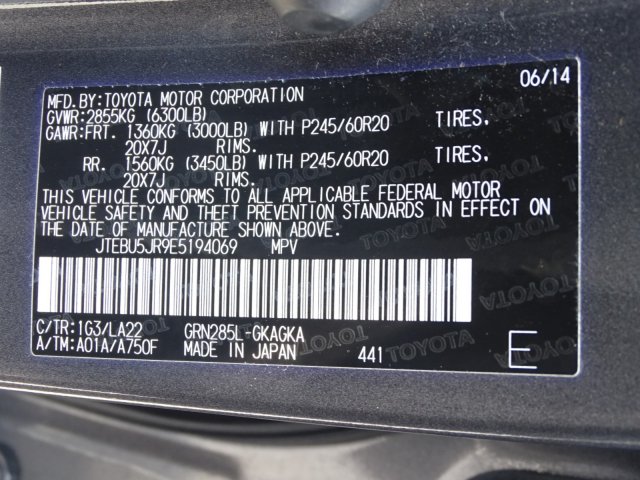 06/14
MFD.BY:TOYOTA MOTOR CORPORATION
GVWR:2855KG (6300LB)
GAWR:FRT. 1360KG (3000LB) WITH P245/60R20 TIRES.
20X7J RIMS.
RR. 1560KG (3450LB) WITH P245/60R20 TIRES.
20X7J RIMS.
THIS VEHICLE CONFORMS TO ALL APPLICABLE FEDERAL MOTOR
VEHICLE SAFETY AND THEFT PREVENTION STANDARDS IN EFFECT ON
THE DATE OF MANUFACTURE SHOWN ABOVE.
JTEBU5JR9E5194069 MPV
C/TR:1G3/LA22 GRN285L-GKAGKA
A/TM:A01A/A750F MADE IN JAPAN 441 E